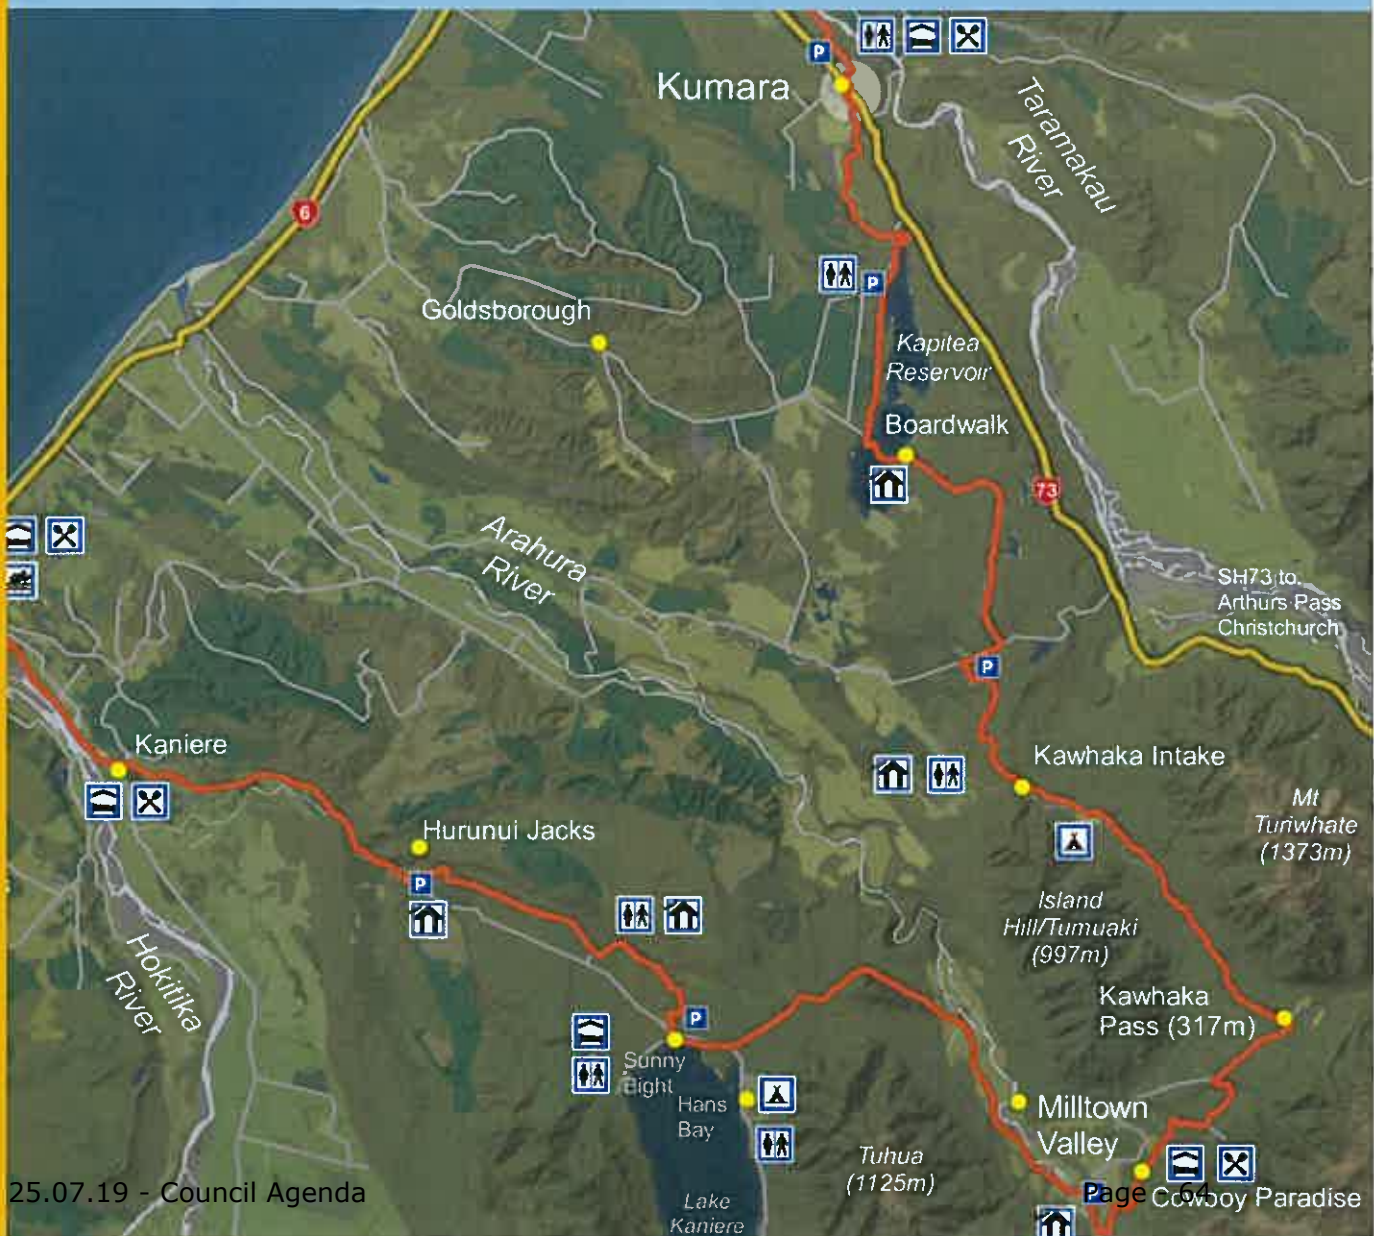 P
Kumara
Taramakau
River
6
P
Goldsborough
Kapitea
Reservoir
Boardwalk
73
Arahura
River
SH73 to
Arthurs Pass
Christchurch
P
Kaniere
Kawhaka Intake
Mt
Turiwhate
(1373m)
Hurunui Jacks
P
Island
Hill/Tumuaki
(997m)
Hokitika
River
Kawhaka
Pass (317m)
P
Sunny
Bight
Hans
Bay
Milltown
Valley
Tuhua
(1125m)
Lake
Kaniere
P
Cowboy Paradise
25.07.19 - Council Agenda
Page - 64